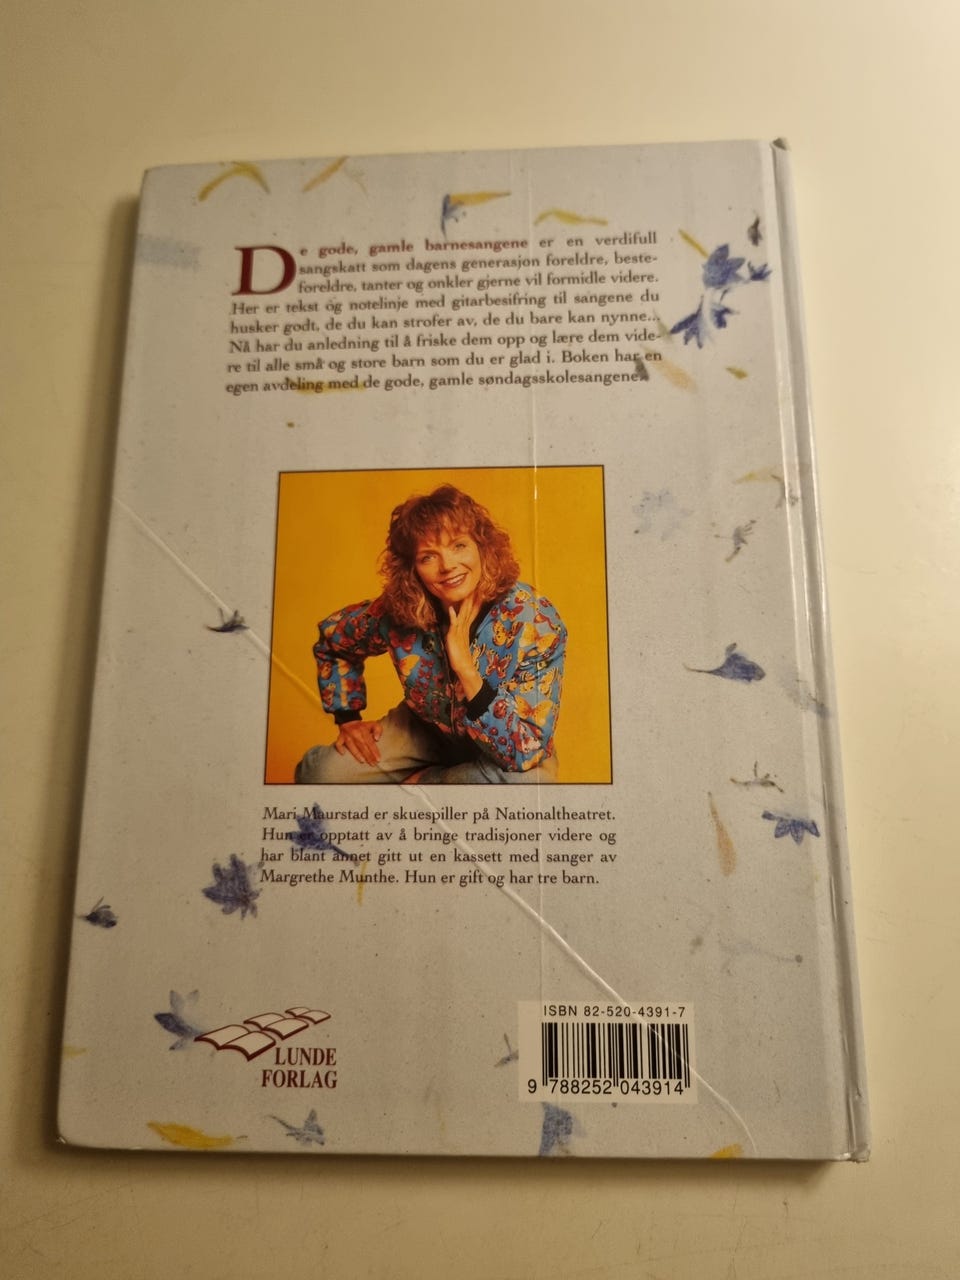 De gode, gamle barnesangene er en verdifull
sangskatt som dagens generasjon foreldre, beste-
foreldre, tanter og onkler gjerne vil formidle videre.
Her er tekst og notelinje med gitarbesifring til sangene du
husker godt, de du kan strofer av, de du bare kan nynne...
Nå har du anledning til å friske dem opp og lære dem vide-
re til alle små og store barn som du er glad i. Boken har en
egen avdeling med de gode, gamle søndagsskolesangene.
Mari Maurstad er skuespiller på Nationaltheatret.
Hun er opptatt av å bringe tradisjoner videre og
har blant annet gitt ut en kassett med sanger av
Margrethe Munthe. Hun er gift og har tre barn.
LUNDE
FORLAG
ISBN 82-520-4391-7
9 788252 043914